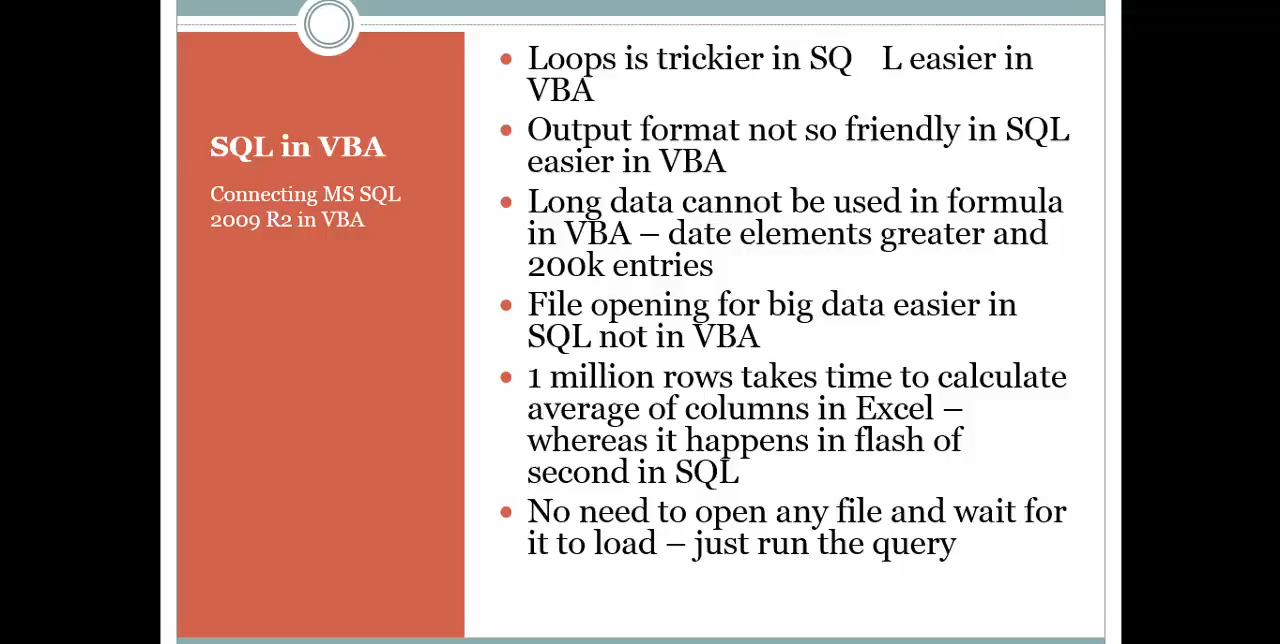 SQL in VBA
Connecting MS SQL
2009 R2 in VBA
Loops is trickier in SQ L easier in
VBA
Output format not so friendly in SQL
easier in VBA
Long data cannot be used in formula
in VBA – date elements greater and
200k entries
File opening for big data easier in
SQL not in VBA
1 million rows takes time to calculate
average of columns in Excel –
whereas it happens in flash of
second in SQL
No need to open any file and wait for
it to load – just run the query